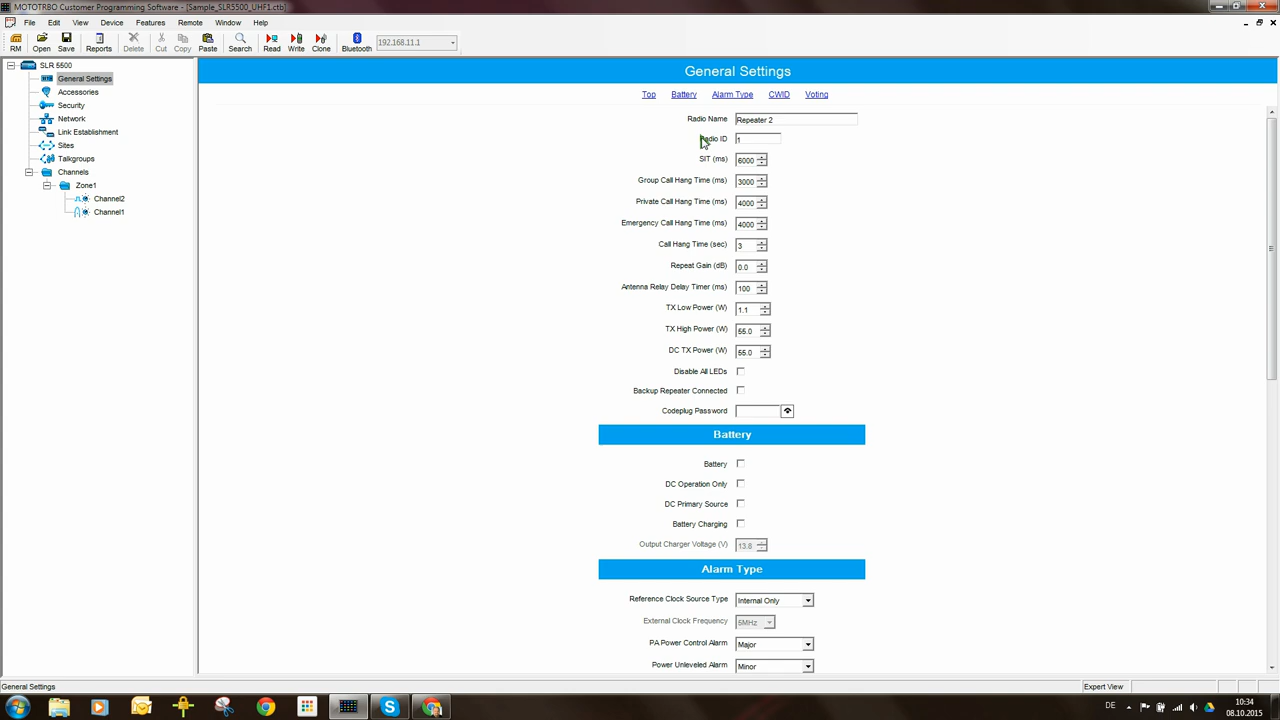 MOTOTRBO Customer Programming Software - [Sample_SLR5500_UHF1.ctb]
File Edit View Device Features Remote Window Help
RM Open Save Reports Delete Cut Copy Paste Search Read Write Clone Bluetooth 192.168.11.1
SLR 5500
General Settings
Accessories
Security
Network
Link Establishment
Sites
Talkgroups
Channels
Zone1
Channel2
Channel1
General Settings
Top Battery Alarm Type CWID Voting
Radio Name Repeater 2
Radio ID 1
SIT (ms) 6000
Group Call Hang Time (ms) 3000
Private Call Hang Time (ms) 4000
Emergency Call Hang Time (ms) 4000
Call Hang Time (sec) 3
Repeat Gain (dB) 0.0
Antenna Relay Delay Timer (ms) 100
TX Low Power (W) 1.1
TX High Power (W) 55.0
DC TX Power (W) 55.0
Disable All LEDs
Backup Repeater Connected
Codeplug Password
Battery
Battery
DC Operation Only
DC Primary Source
Battery Charging
Output Charger Voltage (V) 13.6
Alarm Type
Reference Clock Source Type Internal Only
External Clock Frequency 5MHz
PA Power Control Alarm Major
Power Unleveled Alarm Minor
General Settings Expert View
DE 10:34
08.10.2015